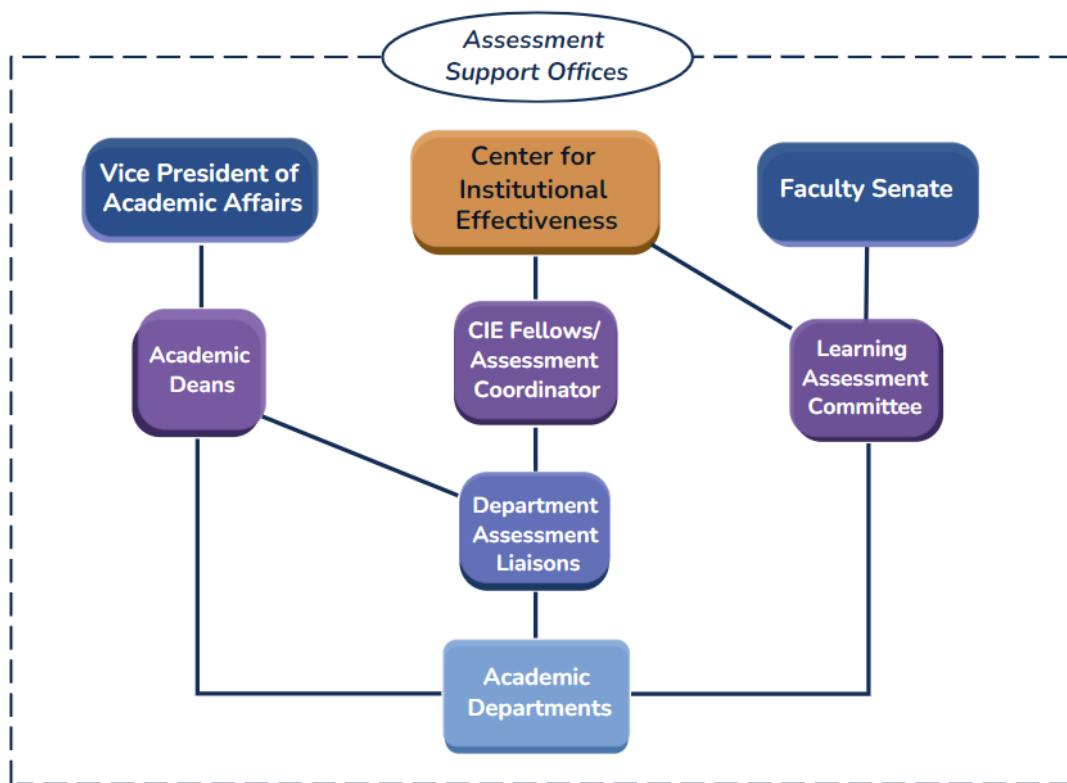 Assessment
Support Offices
Vice President of
Academic Affairs
Center for
Institutional
Effectiveness
Faculty Senate
Academic
Deans
CIE Fellows/
Assessment
Coordinator
Learning
Assessment
Committee
Department
Assessment
Liaisons
Academic
Departments